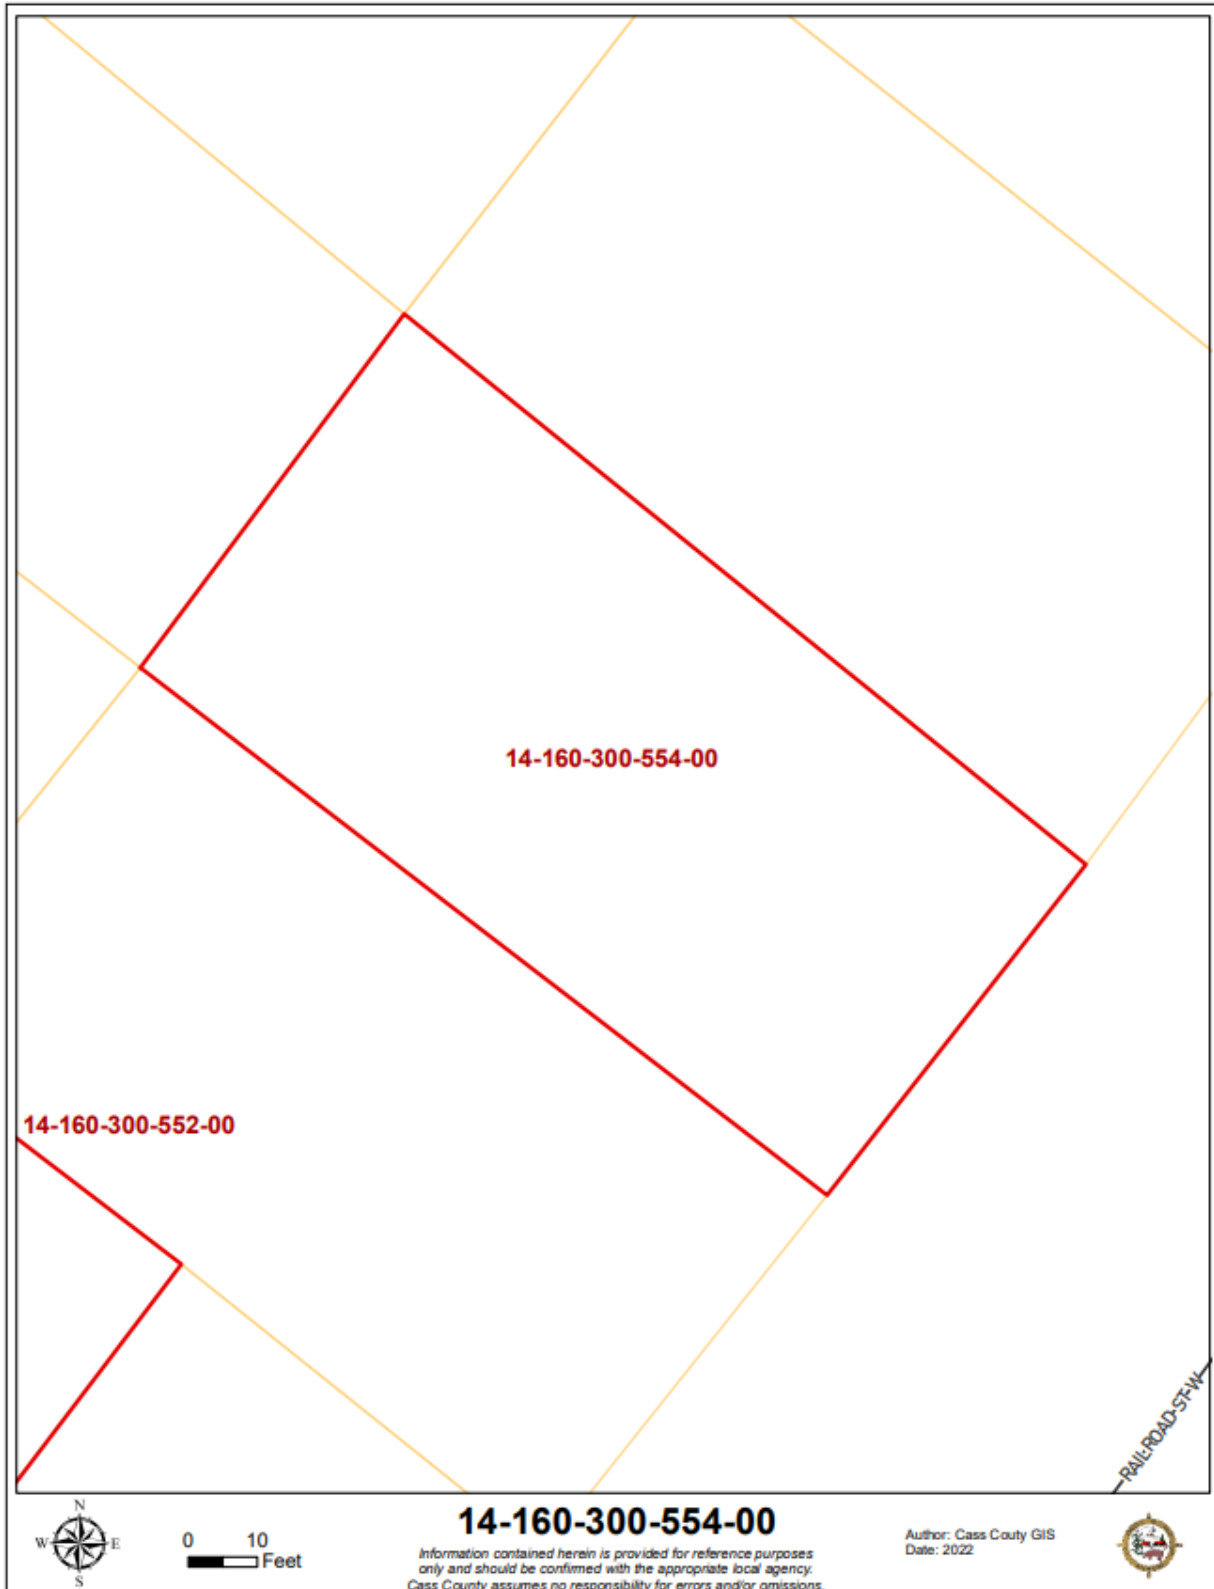 14-160-300-554-00
14-160-300-552-00
RAILROAD-ST-W
N
W E
S
0 10
Feet
14-160-300-554-00
Information contained herein is provided for reference purposes
only and should be confirmed with the appropriate local agency.
Cass County assumes no responsibility for errors and/or omissions.
Author: Cass Couty GIS
Date: 2022